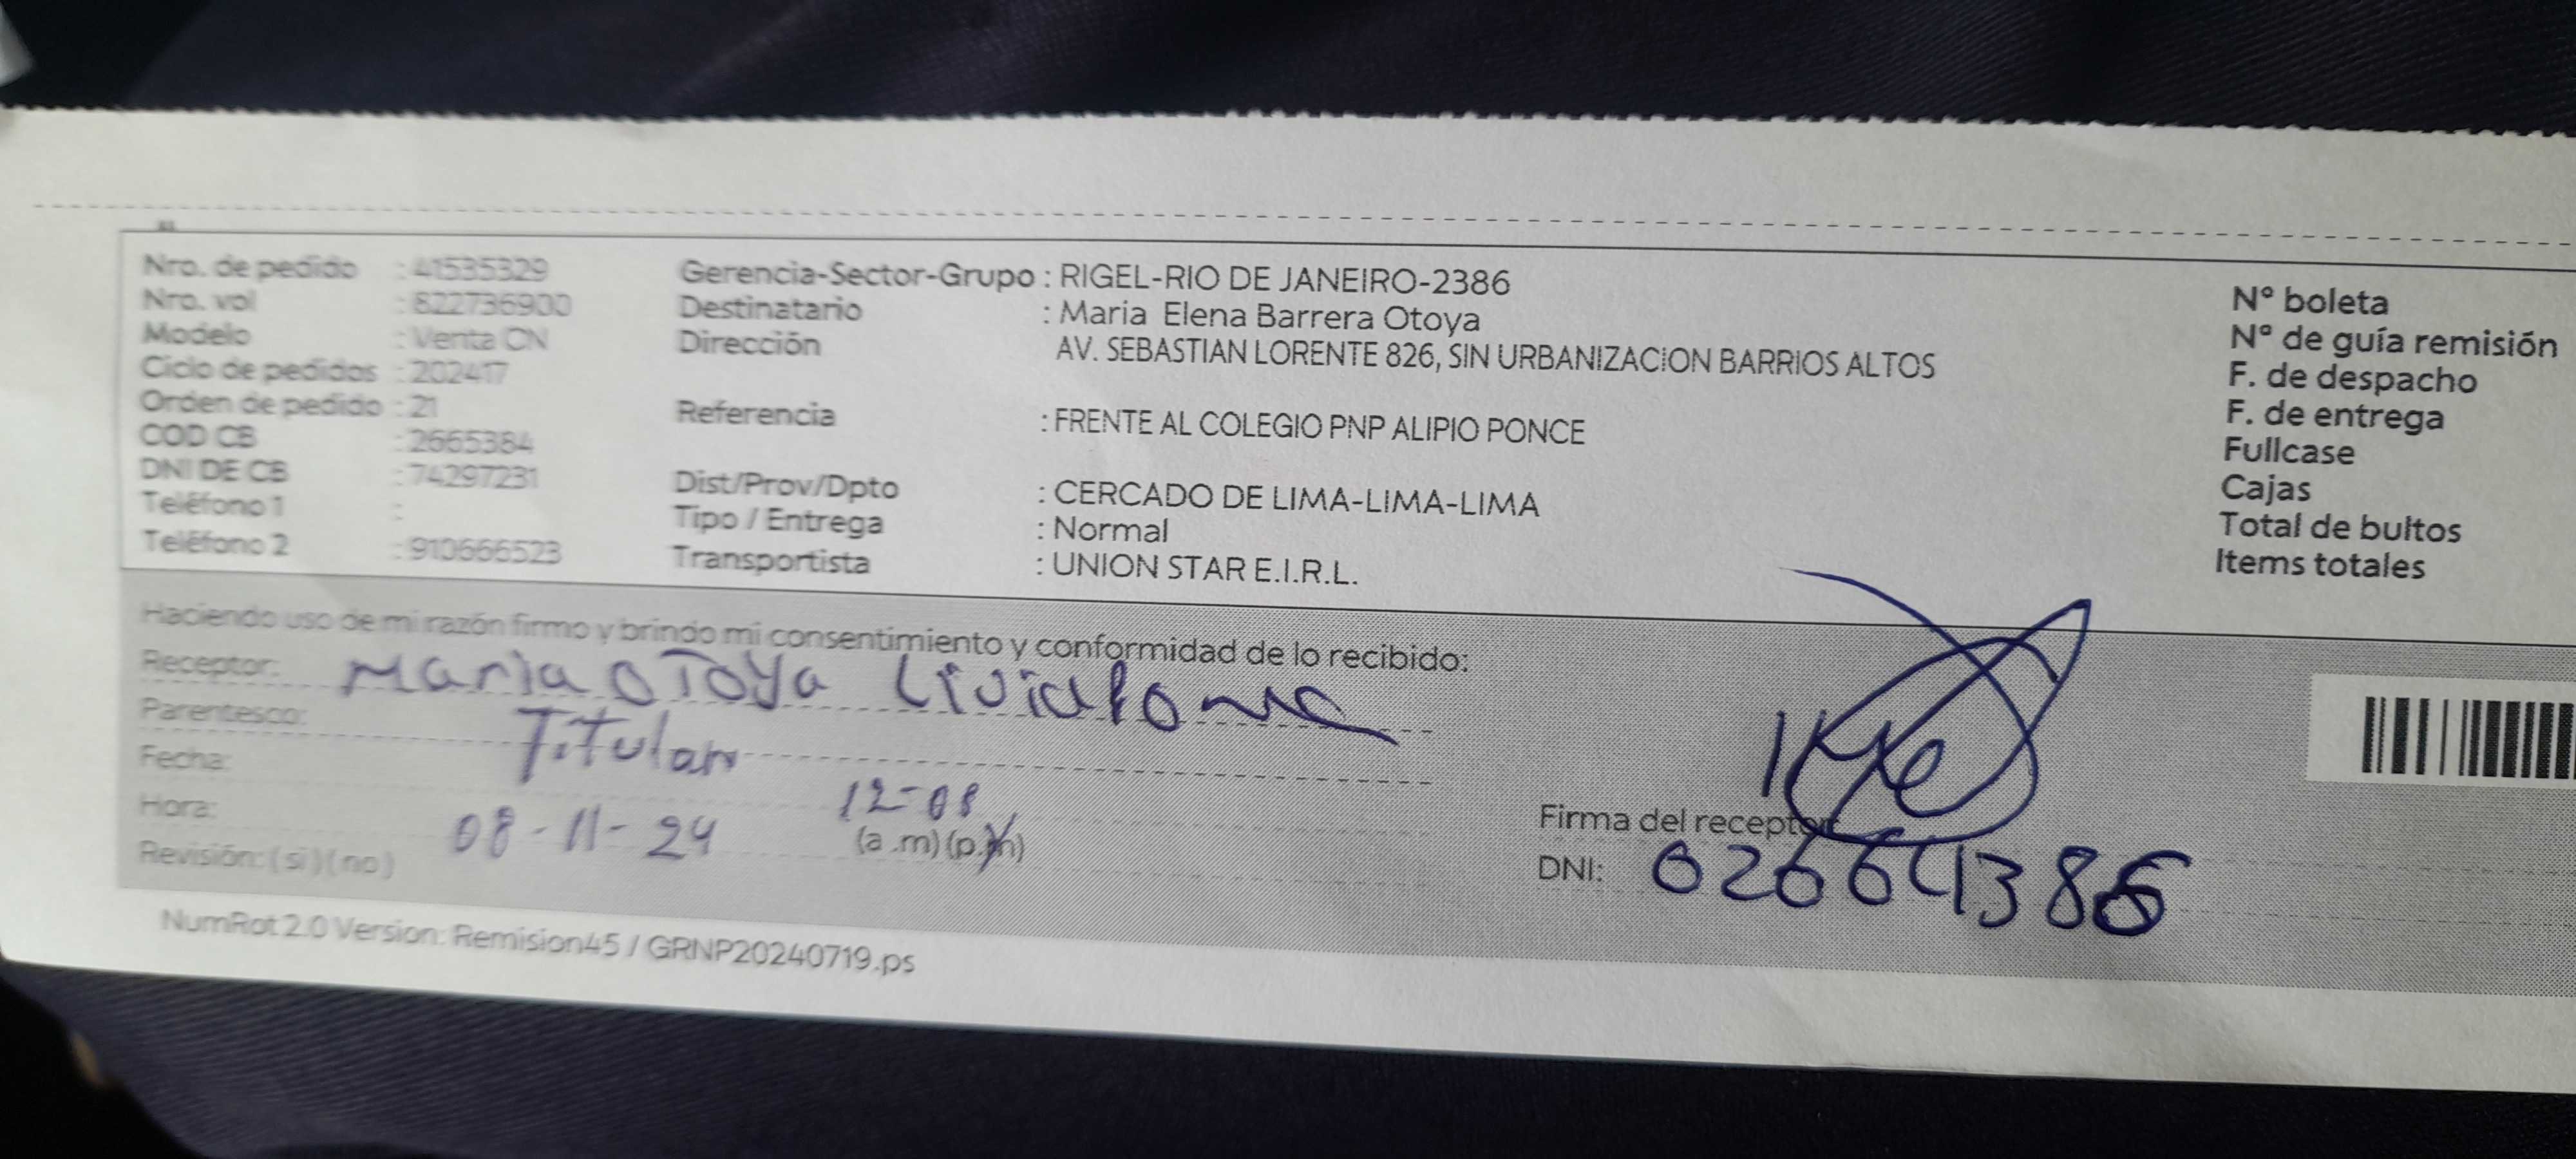 Nro. de pedido : 41535329
Nro. vol : 822736900
Modelo : Venta CN
Ciclo de pedidos : 202417
Orden de pedido : 21
COD CB : 2665384
DNI DE CB : 74297231
Teléfono 1 :
Teléfono 2 : 910666523
Gerencia-Sector-Grupo : RIGEL-RIO DE JANEIRO-2386
Destinatario : Maria Elena Barrera Otoya
Dirección AV. SEBASTIAN LORENTE 826, SIN URBANIZACION BARRIOS ALTOS
Referencia : FRENTE AL COLEGIO PNP ALIPIO PONCE
Dist/Prov/Dpto : CERCADO DE LIMA-LIMA-LIMA
Tipo / Entrega : Normal
Transportista : UNION STAR E.I.R.L.
N° boleta
N° de guía remisión
F. de despacho
F. de entrega
Fullcase
Cajas
Total de bultos
Items totales
Haciendo uso de mi razón firmo y brindo mi consentimiento y conformidad de lo recibido:
Receptor: Maria OToya
Parentesco: Titular
Fecha:
12-08
Hora: 08-11-24 (a.m) (p.m)
Revisión: (si) (no)
Firma del receptor
DNI: 02664386
NumRot 2.0 Version: Remision45 / GRNP20240719.ps